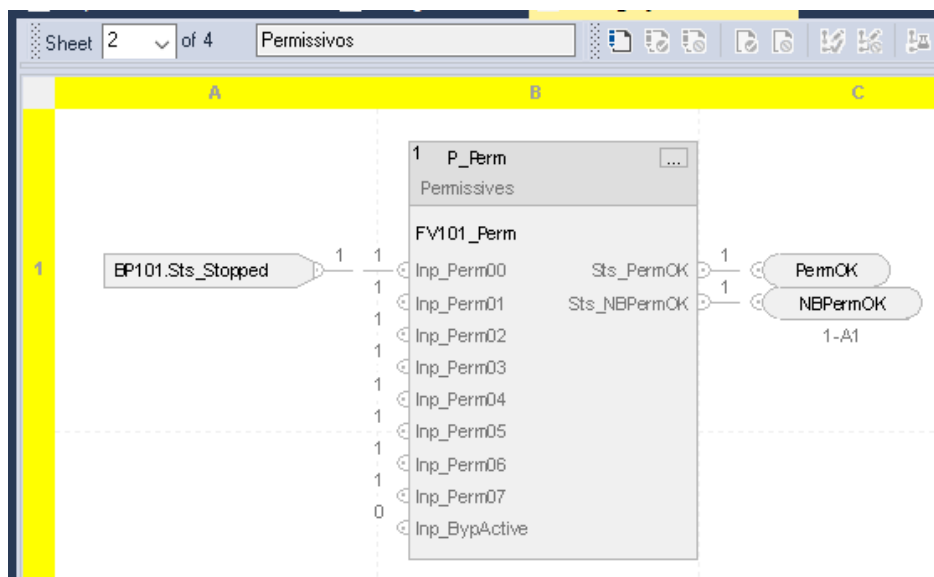 Sheet 2 of 4 Permissivos
A B C
1 P_Perm ...
Permissives
FV101_Perm
1 BP101.Sts_Stopped 1 1 Inp_Perm00 Sts_PermOK 1 PermOK
1 Inp_Perm01 Sts_NBPermOK 1 NBPermOK
1 Inp_Perm02 1-A1
1 Inp_Perm03
1 Inp_Perm04
1 Inp_Perm05
1 Inp_Perm06
1 Inp_Perm07
0 Inp_BypActive